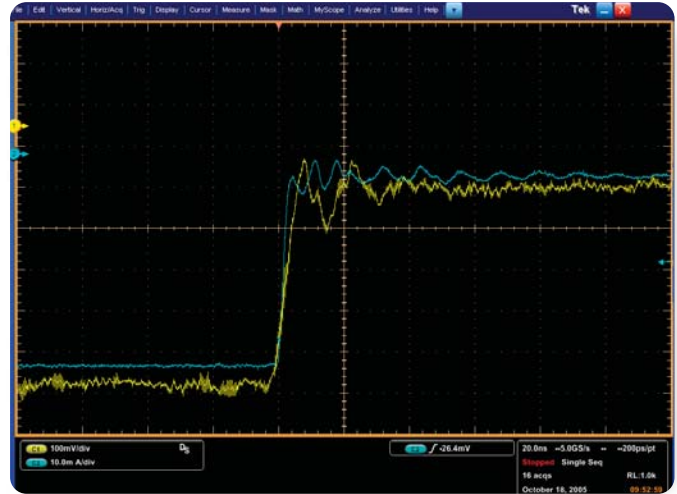 Edit Vertical Horiz/Acq Trig Display Cursor Measure Mask Math MyScope Analyze Utilities Help Tek
C1 100mV/div
10.0m A/div
-26.4mV
20.0ns 5.0GS/s 200ps/pt
Stopped Single Seq
16 acqs RL:1.0k
October 18, 2005 09:52:59